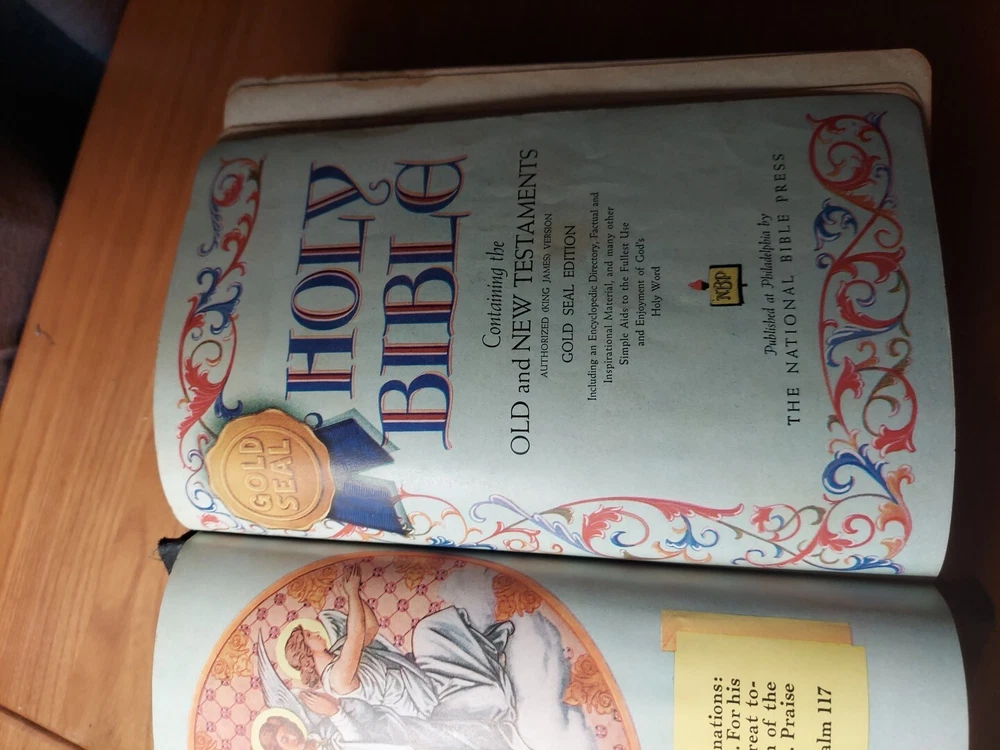 GOLD
SEAL
HOLY
BIBLE
Containing the
OLD and NEW TESTAMENTS
AUTHORIZED (KING JAMES) VERSION
GOLD SEAL EDITION
Including an Encyclopedic Directory, Factual and
Inspirational Material, and many other
Simple Aids to the Fullest Use
and Enjoyment of God's
Holy Word
NBP
Published at Philadelphia by
THE NATIONAL BIBLE PRESS
nations:
. For his
reat to-
n of the
. Praise
alm 117